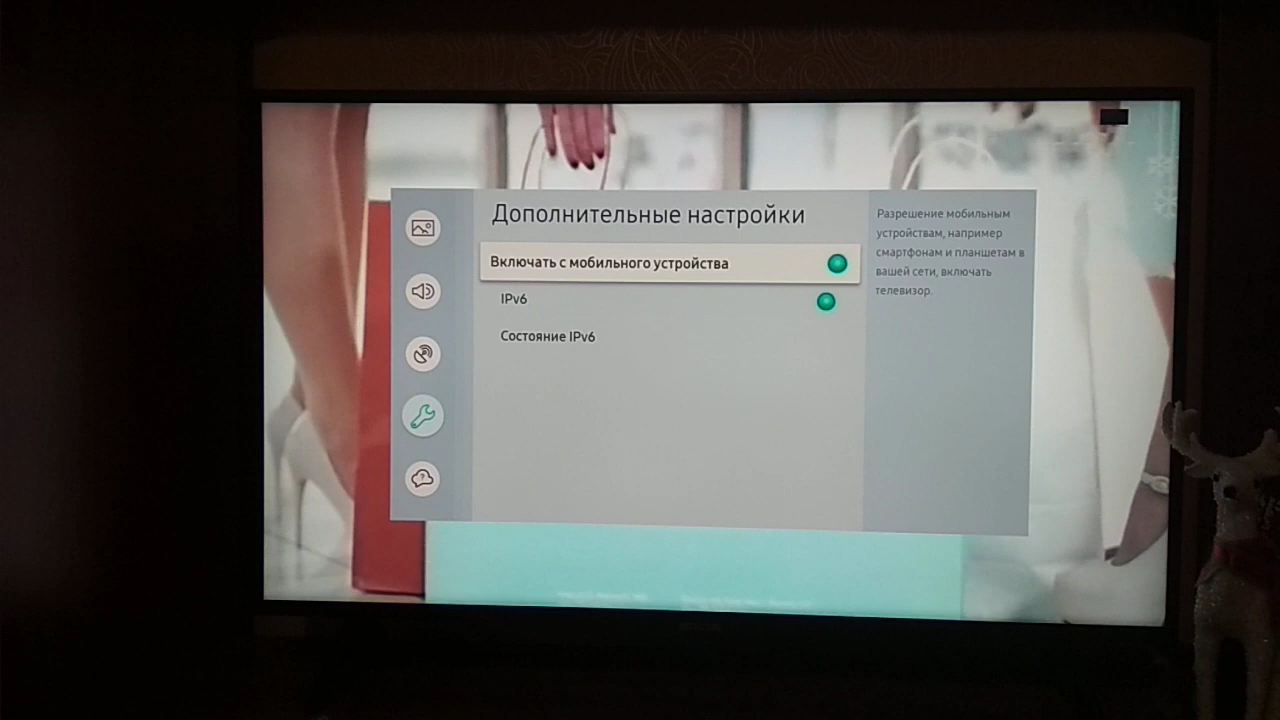 Дополнительные настройки
Включать с мобильного устройства
IPv6
Состояние IPv6
Разрешение мобильным
устройствам, например
смартфонам и планшетам в
вашей сети, включать
телевизор.